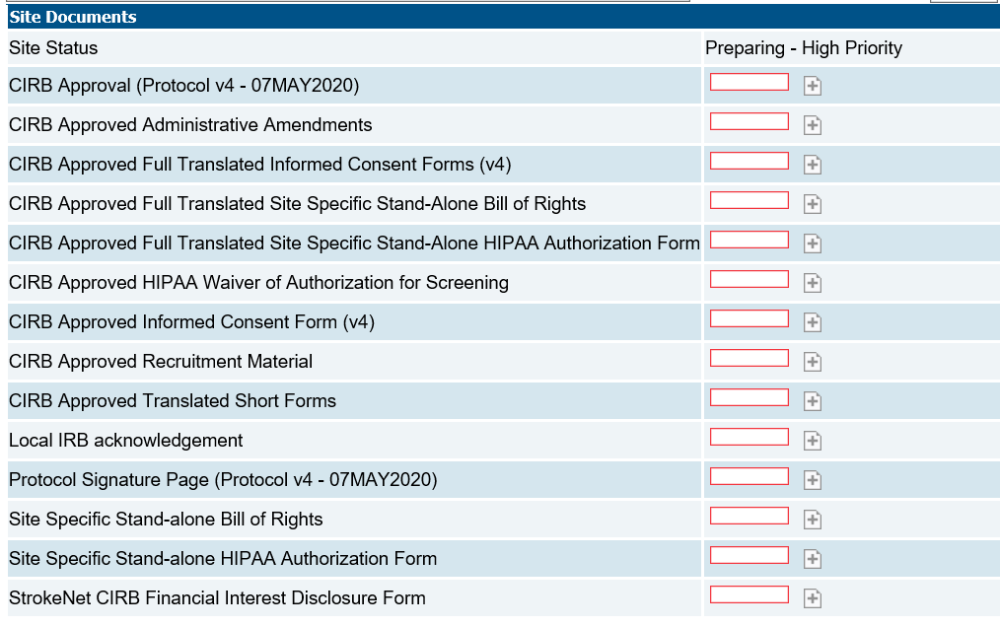 Site Documents
Site Status Preparing - High Priority
CIRB Approval (Protocol v4 - 07MAY2020)
CIRB Approved Administrative Amendments
CIRB Approved Full Translated Informed Consent Forms (v4)
CIRB Approved Full Translated Site Specific Stand-Alone Bill of Rights
CIRB Approved Full Translated Site Specific Stand-Alone HIPAA Authorization Form
CIRB Approved HIPAA Waiver of Authorization for Screening
CIRB Approved Informed Consent Form (v4)
CIRB Approved Recruitment Material
CIRB Approved Translated Short Forms
Local IRB acknowledgement
Protocol Signature Page (Protocol v4 - 07MAY2020)
Site Specific Stand-alone Bill of Rights
Site Specific Stand-alone HIPAA Authorization Form
StrokeNet CIRB Financial Interest Disclosure Form